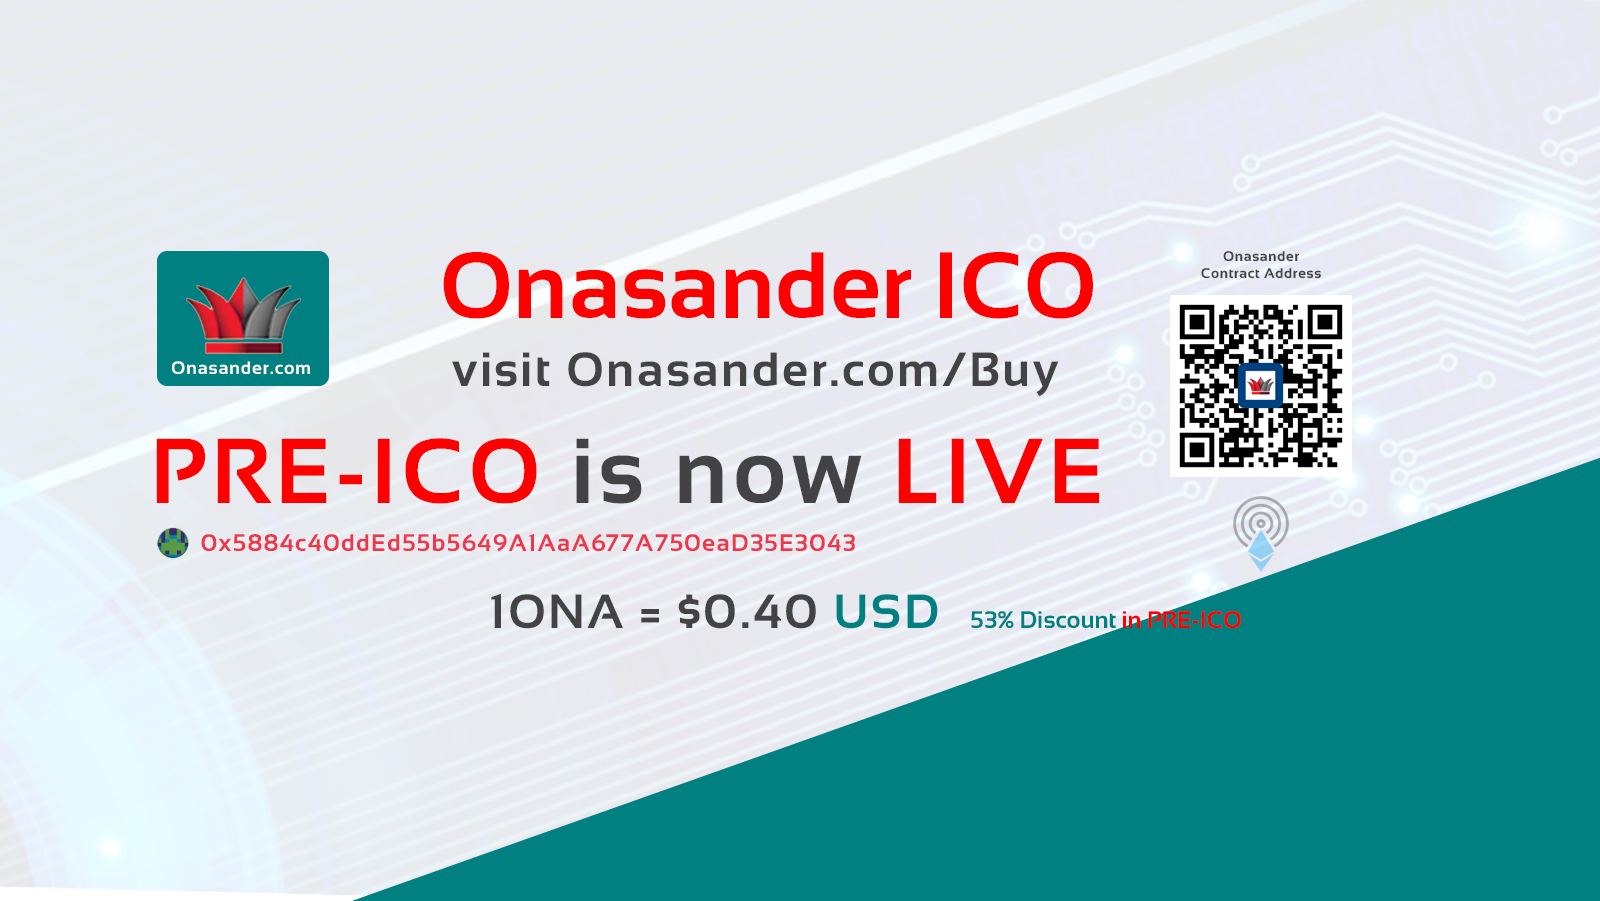 Onasander.com
Onasander ICO
visit Onasander.com/Buy
Onasander
Contract Address
PRE-ICO is now LIVE
0x5884c40ddEd55b5649A1AaA677A750eaD35E3043
1ONA = $0.40 USD
53% Discount in PRE-ICO